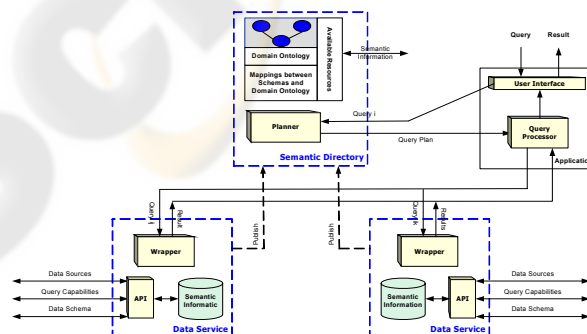 Query
Result
Domain Ontology
Mappings between
Schemas and
Domain Ontology
Available
Resources
Semantic
Information
User Interface
Query i
Planner
Query Plan
Query
Processor
Semantic Directory
Application
Query j
Result
Publish
Publish
Query k
Results
Wrapper
Wrapper
Data Sources
Query Capabilities
Data Schema
API
Semantic
Informatic
Data Service
Semantic
Information
API
Data Sources
Query Capabilities
Data Schema
Data Service